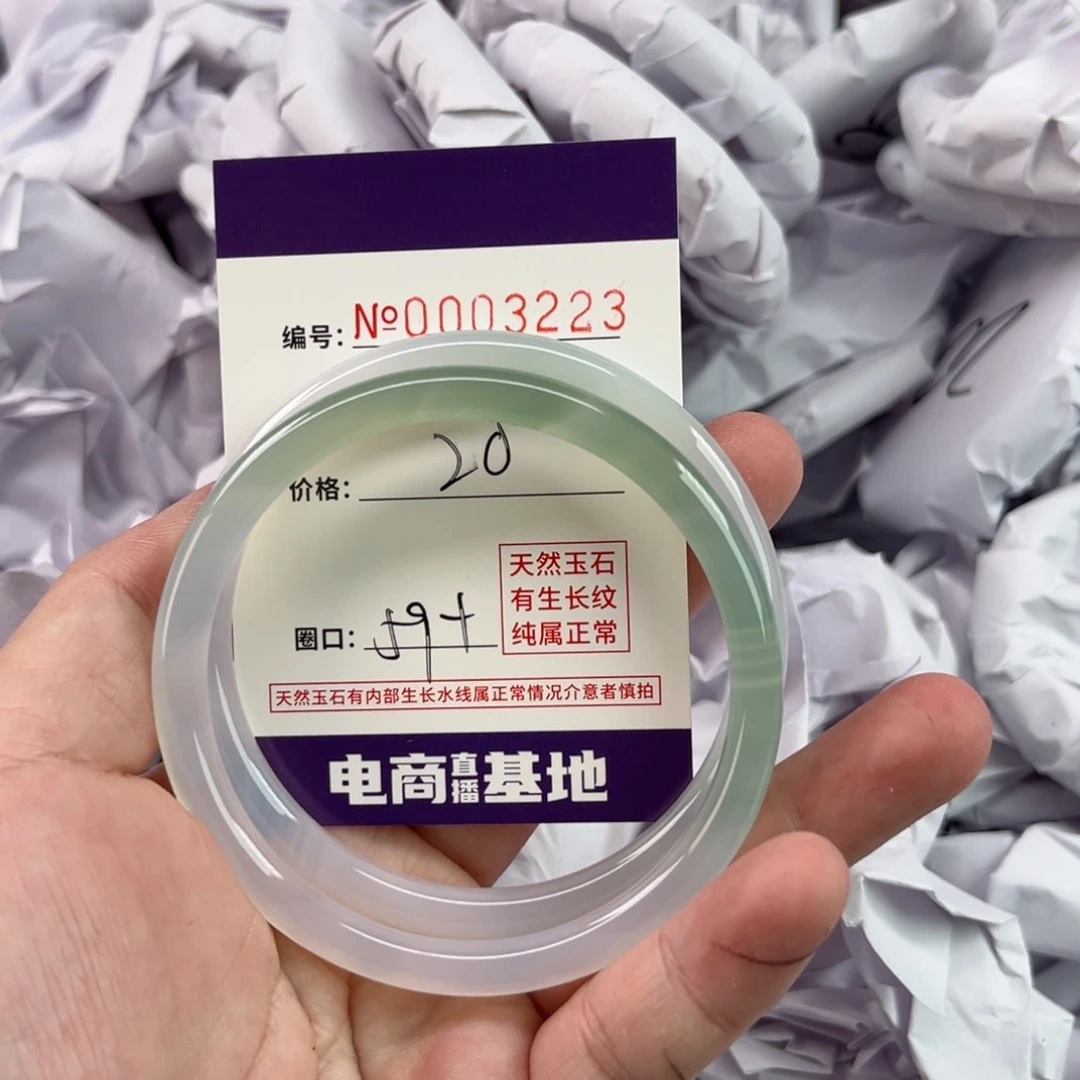 编号：№0003223
价格：20
圈口：59+
天然玉石
有生长纹
纯属正常
天然玉石有内部生长水线属正常情况介意者慎拍
电商直播基地